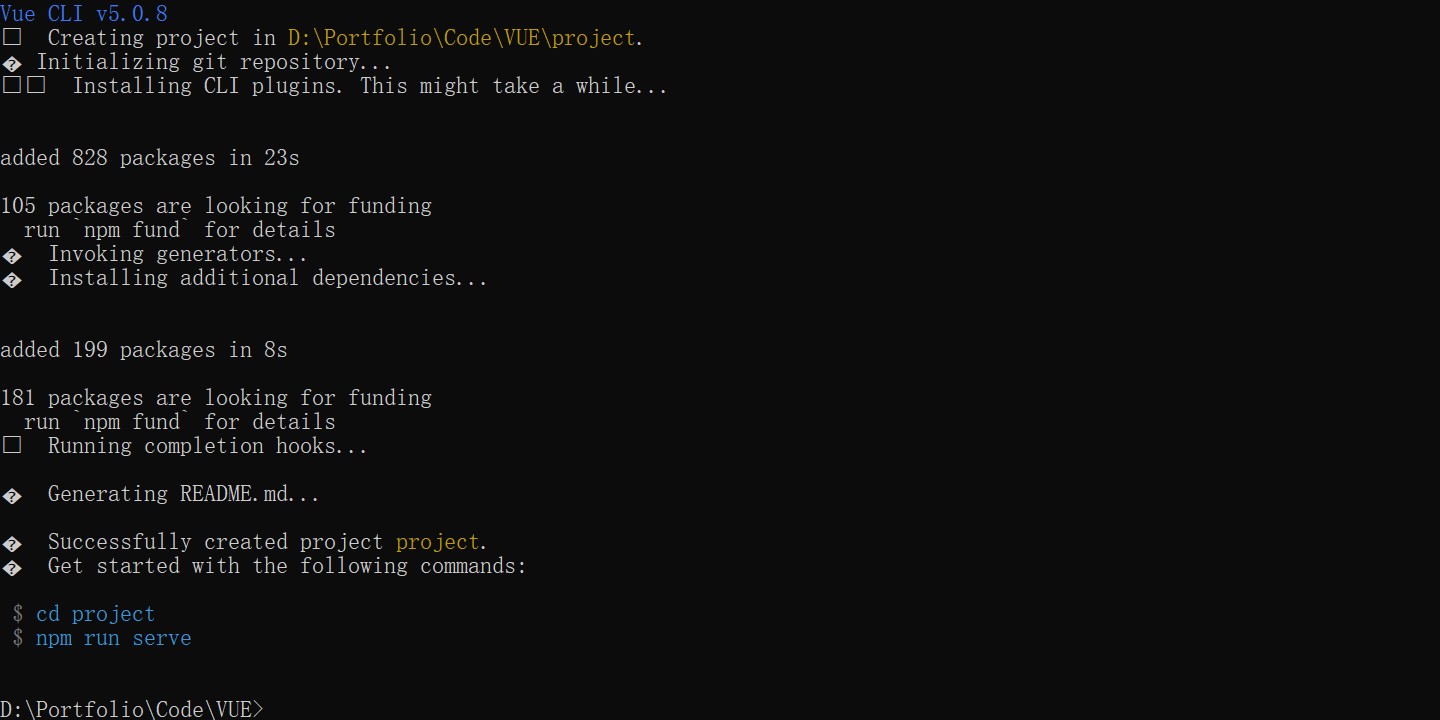 Vue CLI v5.0.8
□  Creating project in D:\Portfolio\Code\VUE\project.
� Initializing git repository...
□□  Installing CLI plugins. This might take a while...
added 828 packages in 23s
105 packages are looking for funding
  run `npm fund` for details
�  Invoking generators...
�  Installing additional dependencies...
added 199 packages in 8s
181 packages are looking for funding
  run `npm fund` for details
□  Running completion hooks...
�  Generating README.md...
�  Successfully created project project.
�  Get started with the following commands:
 $ cd project
 $ npm run serve
D:\Portfolio\Code\VUE>